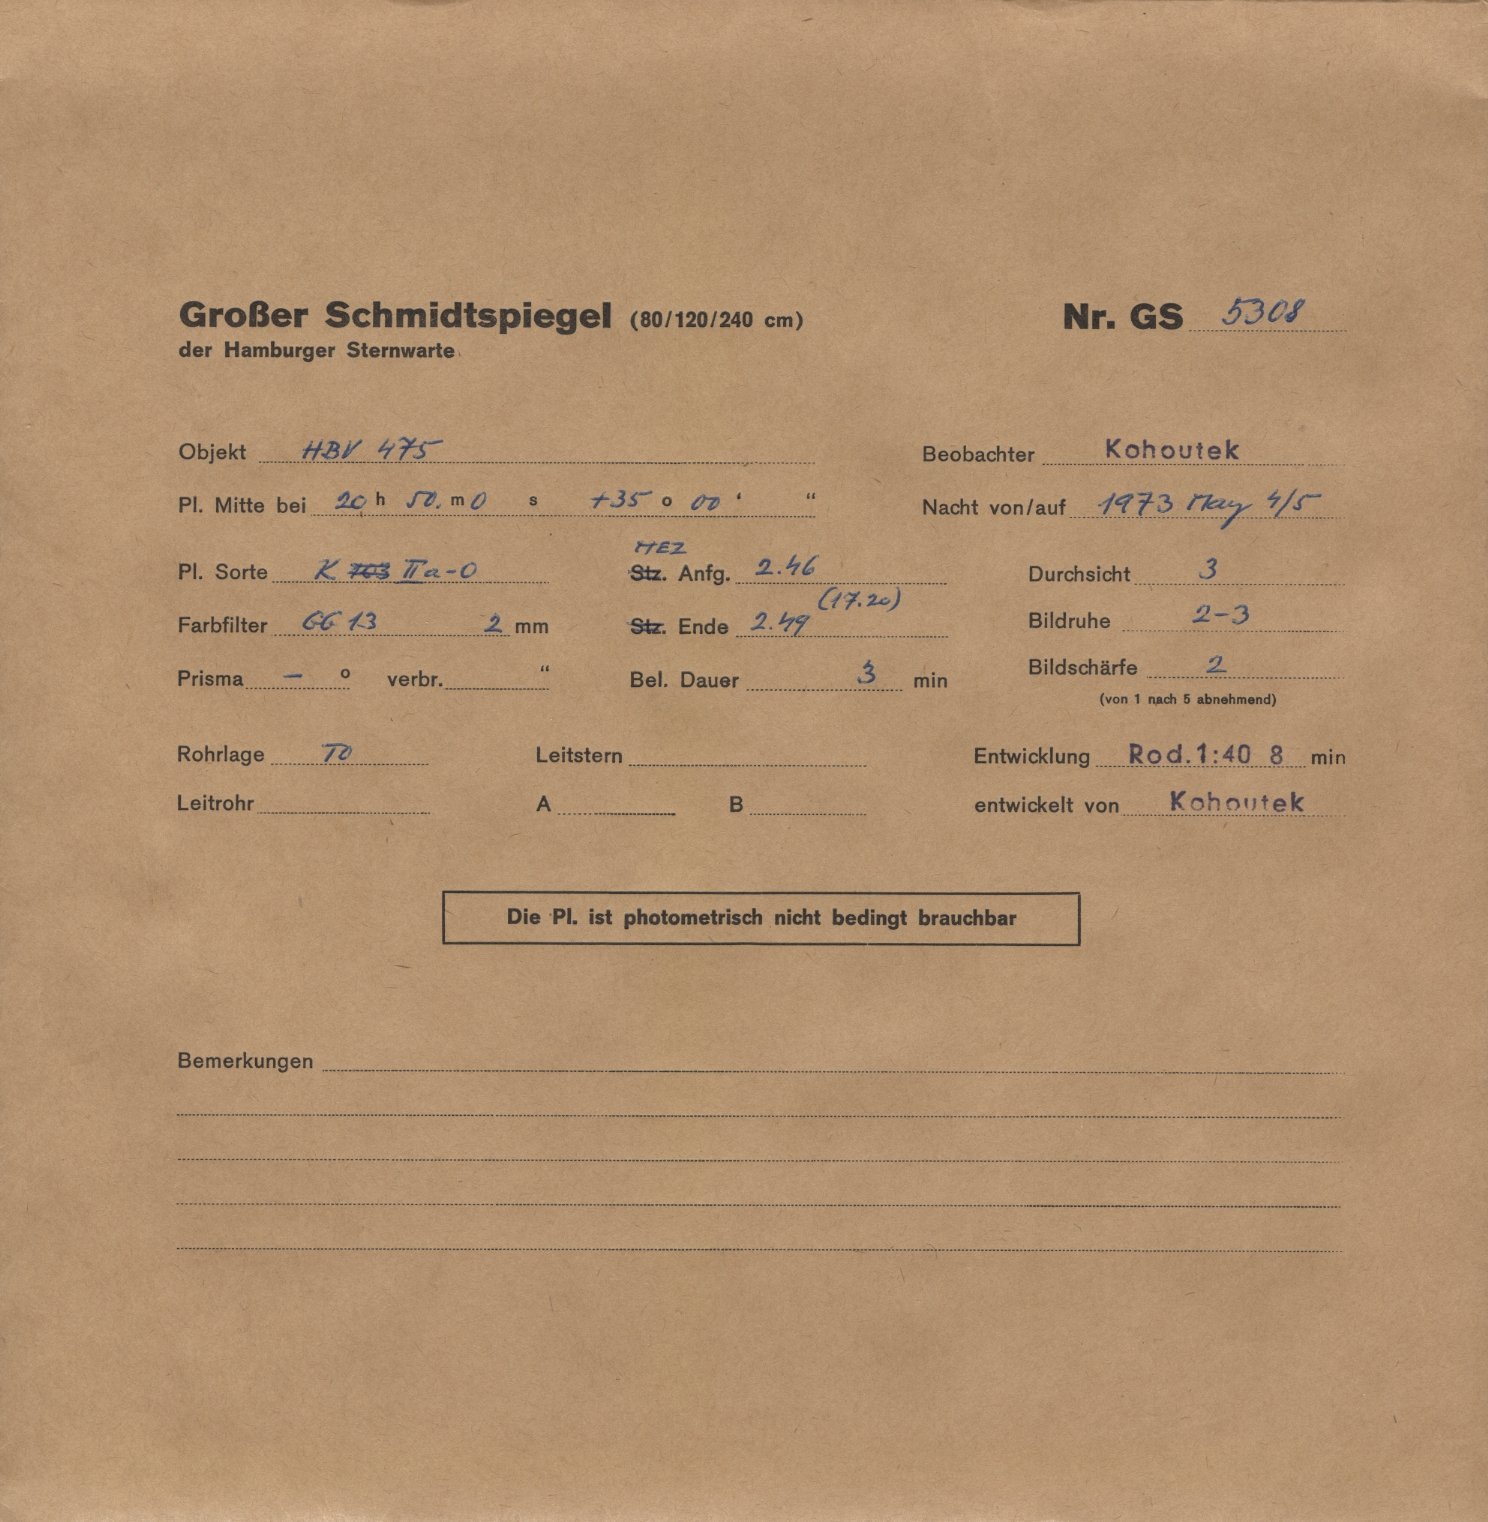 Großer Schmidtspiegel (80/120/240 cm) Nr. GS 5308
der Hamburger Sternwarte
Objekt HBV 475 Beobachter Kohoutek
Pl. Mitte bei 20 h 50. m 0 s +35 o 00 ' “ Nacht von/auf 1973 May 4/5
MEZ
Pl. Sorte K 103 IIa-O Stz. Anfg. 2.46 Durchsicht 3
(17.20)
Farbfilter GG 13 2 mm Stz. Ende 2.49 Bildruhe 2-3
Prisma – o verbr. “ Bel. Dauer 3 min Bildschärfe 2
(von 1 nach 5 abnehmend)
Rohrlage TO Leitstern Entwicklung Rod. 1:40 8 min
Leitrohr A B entwickelt von Kohoutek
Die Pl. ist photometrisch nicht bedingt brauchbar
Bemerkungen